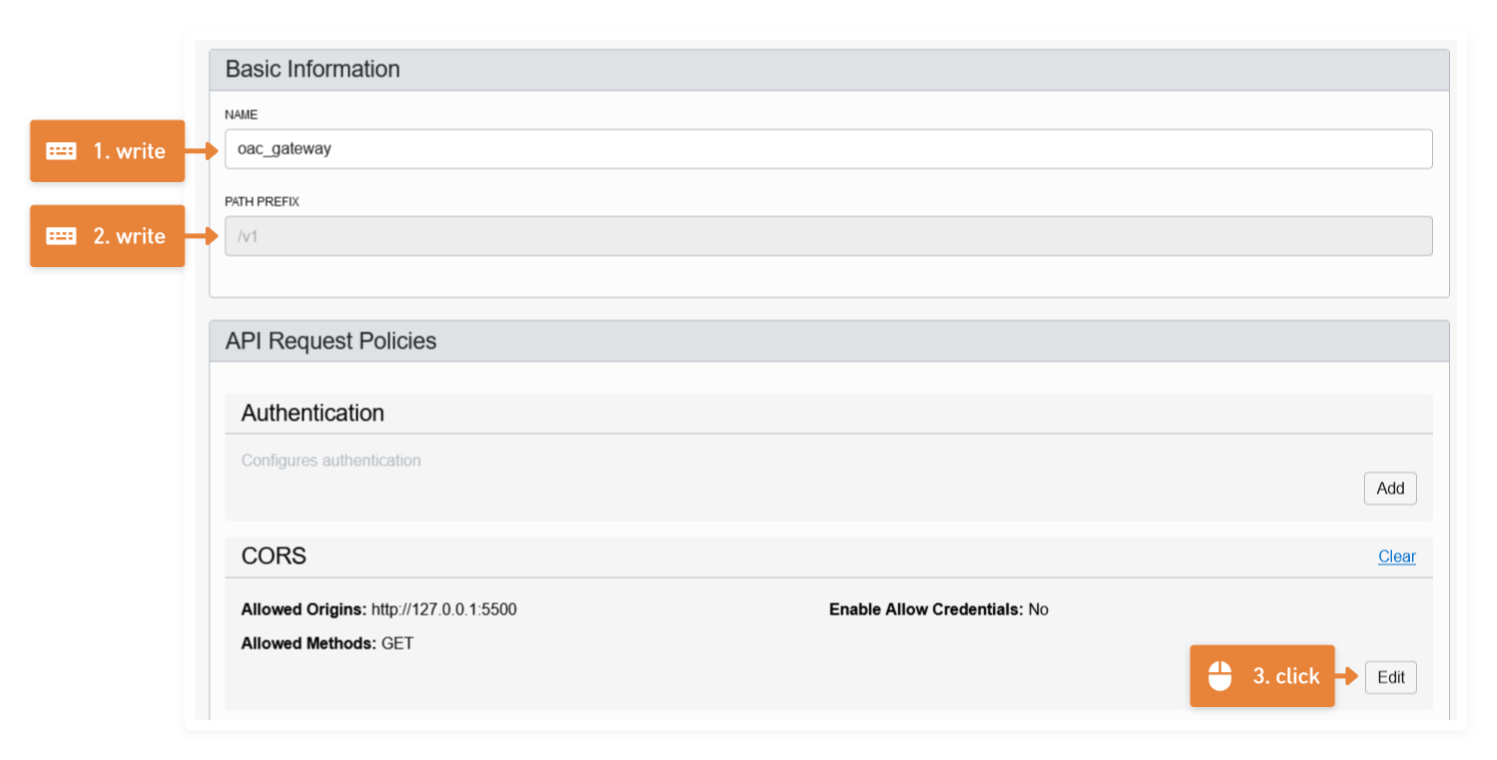 Basic Information
NAME
1. write
oac_gateway
PATH PREFIX
2. write
/v1
API Request Policies
Authentication
Configures authentication
Add
CORS
Clear
Allowed Origins: http://127.0.0.1:5500
Enable Allow Credentials: No
Allowed Methods: GET
3. click
Edit